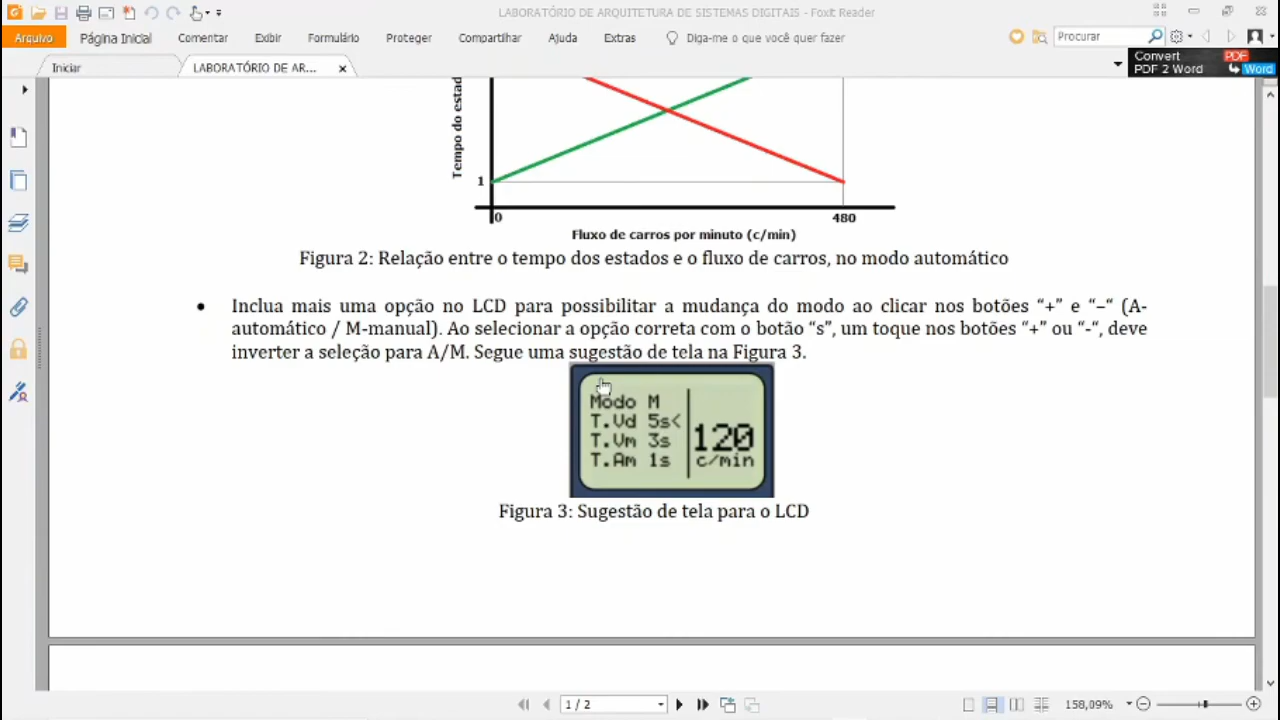 LABORATÓRIO DE ARQUITETURA DE SISTEMAS DIGITAIS - Foxit Reader
Arquivo Página Inicial Comentar Exibir Formulário Proteger Compartilhar Ajuda Extras Diga-me o que você quer fazer Procurar
Iniciar LABORATÓRIO DE AR...
Convert PDF
PDF 2 Word Word
Tempo do estad
1
0 480
Fluxo de carros por minuto (c/min)
Figura 2: Relação entre o tempo dos estados e o fluxo de carros, no modo automático
• Inclua mais uma opção no LCD para possibilitar a mudança do modo ao clicar nos botões “+” e “–“ (A-
automático / M-manual). Ao selecionar a opção correta com o botão “s”, um toque nos botões “+” ou “-“, deve
inverter a seleção para A/M. Segue uma sugestão de tela na Figura 3.
Modo M
T.Vd 5s<
T.Vm 3s
T.Am 1s
120
c/min
Figura 3: Sugestão de tela para o LCD
1 / 2 158,09%